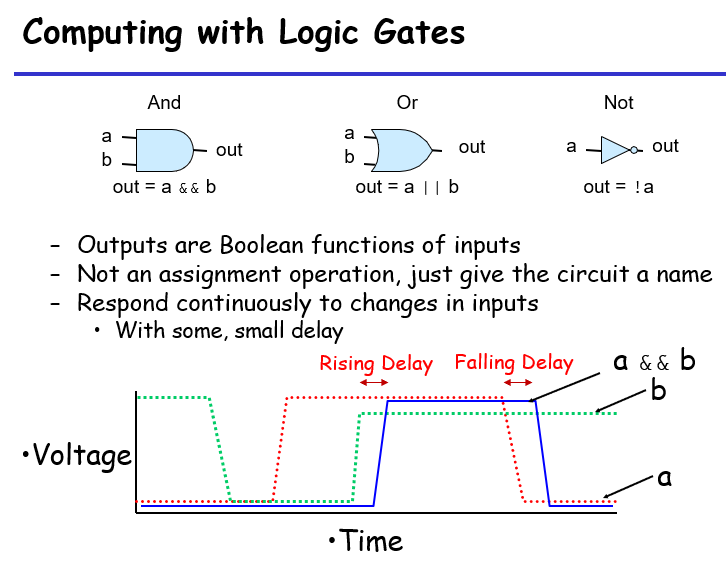 Computing with Logic Gates
And
Or
Not
a
b
out
out = a && b
a
b
out
out = a || b
a
out
out = !a
– Outputs are Boolean functions of inputs
– Not an assignment operation, just give the circuit a name
– Respond continuously to changes in inputs
• With some, small delay
Rising Delay
Falling Delay
a && b
b
•Voltage
a
•Time